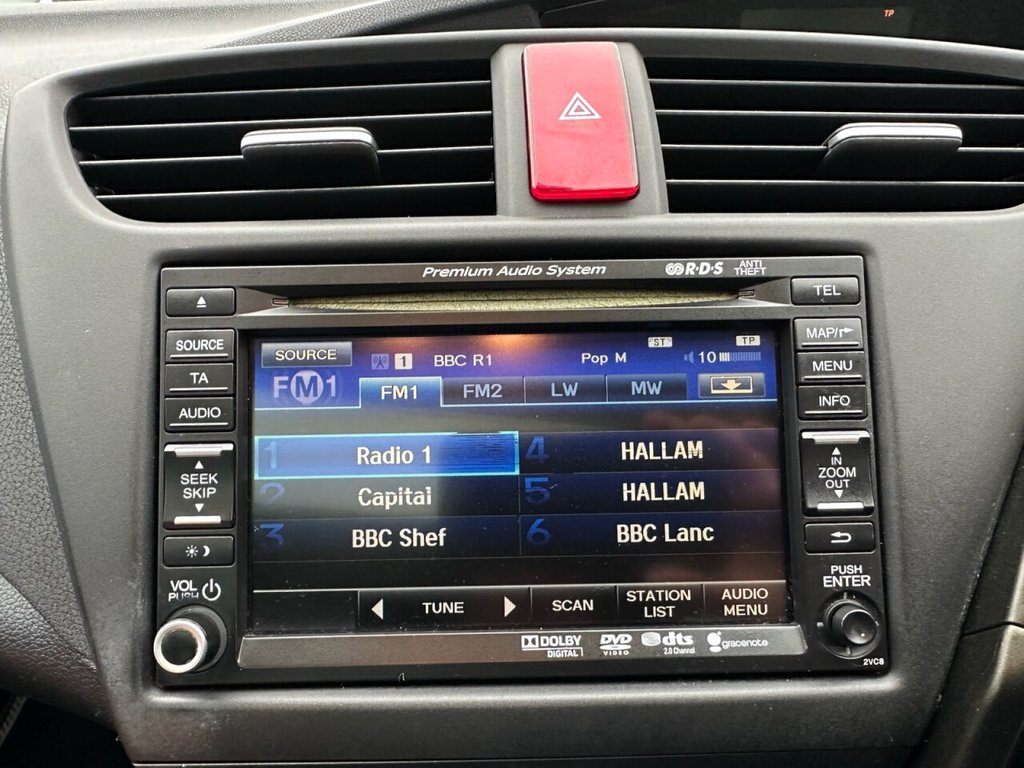 TP
Premium Audio System
R·D·S
ANTI THEFT
TEL
SOURCE
TA
AUDIO
SEEK
SKIP
VOL
PUSH
SOURCE
1
BBC R1
Pop M
ST
TP
10
FM1
FM1
FM2
LW
MW
1 Radio 1
4 HALLAM
2 Capital
5 HALLAM
3 BBC Shef
6 BBC Lanc
TUNE
SCAN
STATION LIST
AUDIO MENU
MAP/
MENU
INFO
IN
ZOOM
OUT
PUSH
ENTER
DOLBY
DIGITAL
DVD
VIDEO
dts
2.0 Channel
gracenote
2VC8